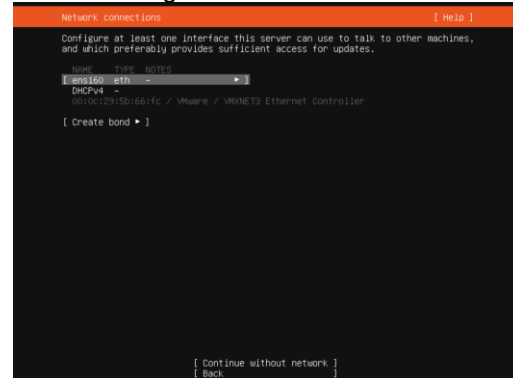 Network connections [ Help ]
Configure at least one interface this server can use to talk to other machines,
and which preferably provides sufficient access for updates.
NAME TYPE NOTES
[ ens160 eth - ▸ ]
DHCPv4 -
00:0c:29:5b:66:fc / VMware / VMXNET3 Ethernet Controller
[ Create bond ▸ ]
[ Continue without network ]
[ Back ]